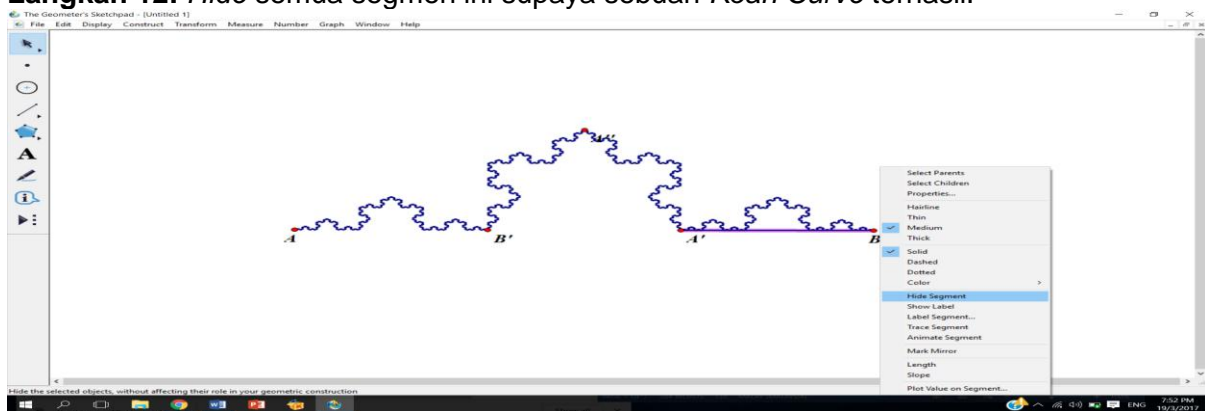 Langkah 12: Hide semua segmen ini supaya sebuah Koch Curve terhasil.
The Geometer's Sketchpad - [Untitled 1]
File Edit Display Construct Transform Measure Number Graph Window Help
A
A''
A B' A' B
Select Parents
Select Children
Properties...
Hairline
Thin
Medium
Thick
Solid
Dashed
Dotted
Color
Hide Segment
Show Label
Label Segment...
Trace Segment
Animate Segment
Mark Mirror
Length
Slope
Plot Value on Segment...
Hide the selected objects, without affecting their role in your geometric construction
ENG 7:52 PM
19/3/2017